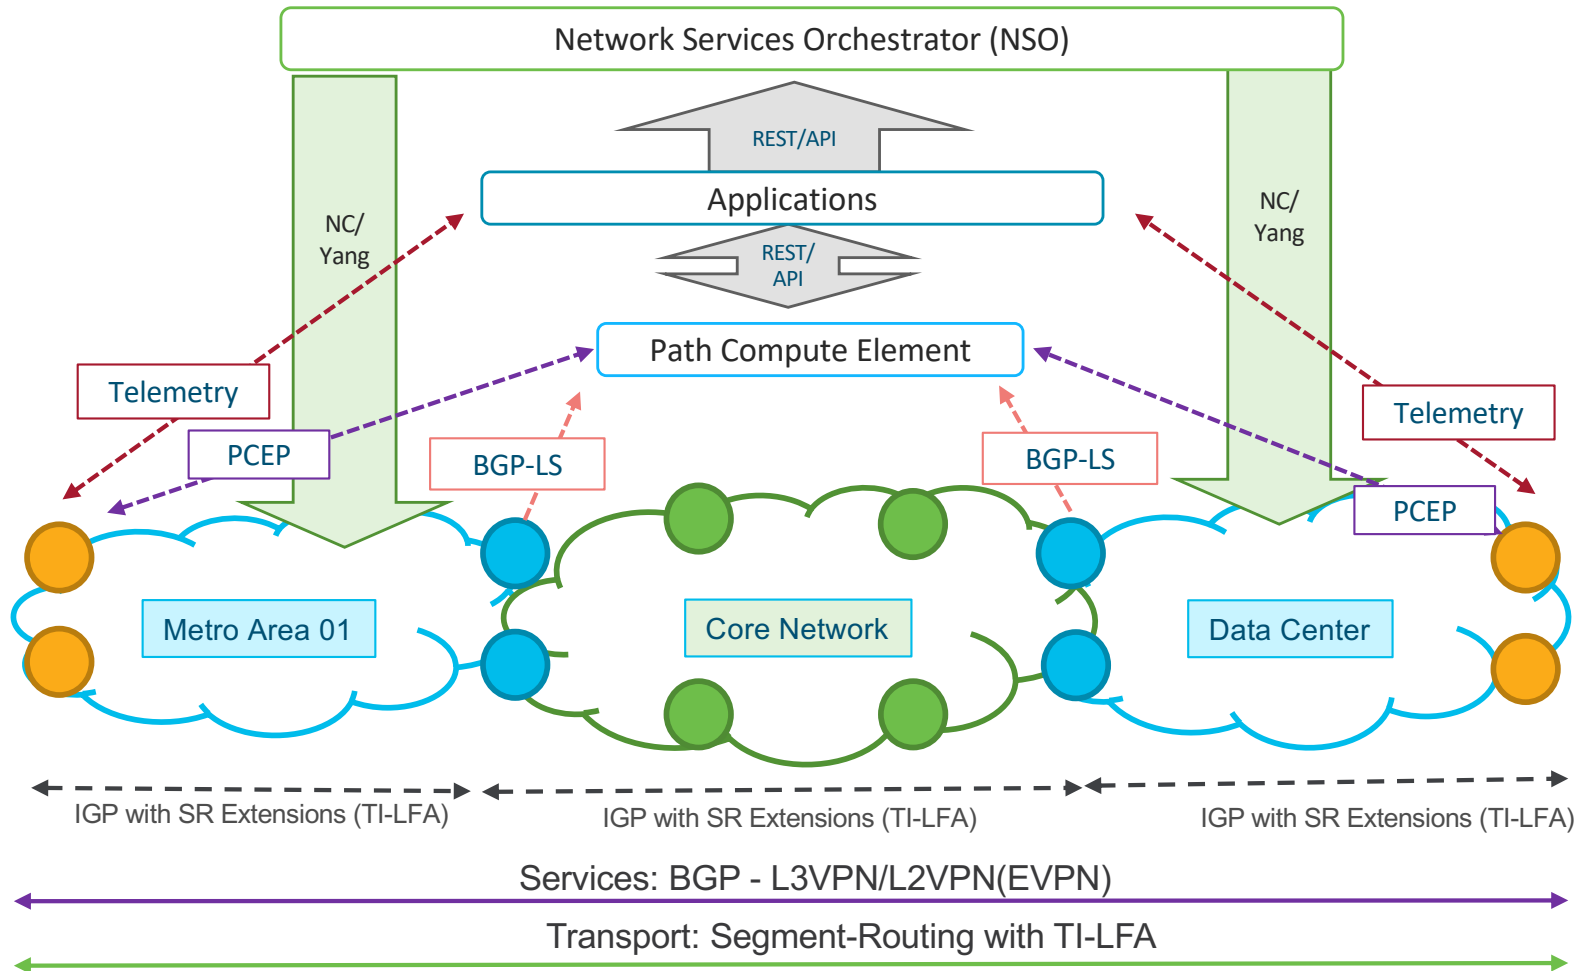 Network Services Orchestrator (NSO)
REST/API
Applications
NC/
Yang
NC/
Yang
REST/
API
Path Compute Element
Telemetry
Telemetry
PCEP
BGP-LS
BGP-LS
PCEP
Metro Area 01
Core Network
Data Center
IGP with SR Extensions (TI-LFA)
IGP with SR Extensions (TI-LFA)
IGP with SR Extensions (TI-LFA)
Services: BGP - L3VPN/L2VPN(EVPN)
Transport: Segment-Routing with TI-LFA